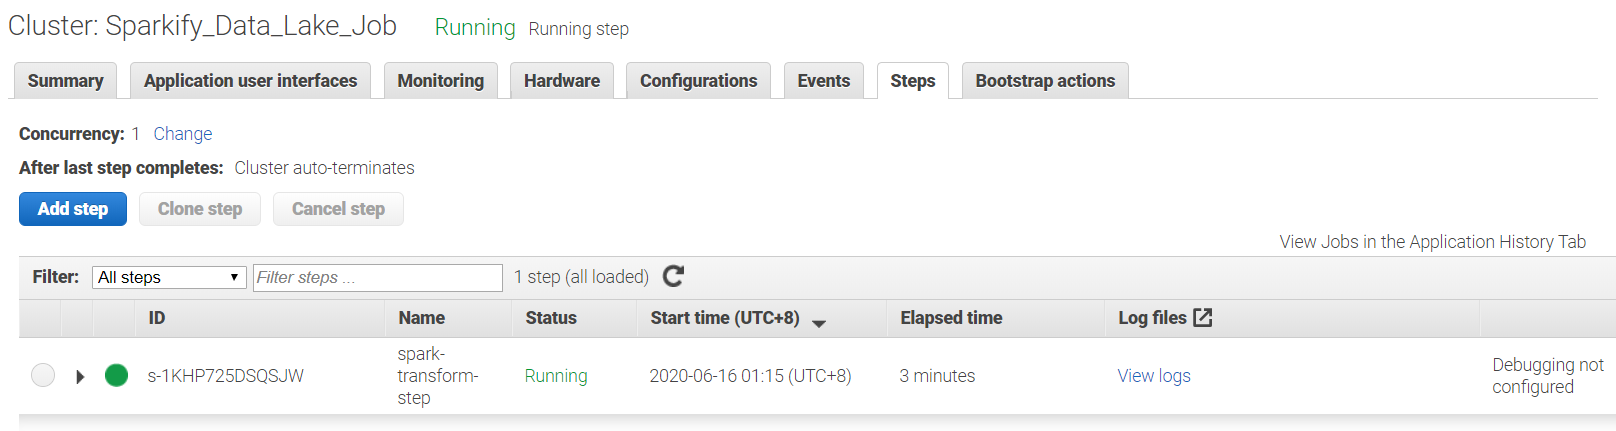 Cluster: Sparkify_Data_Lake_Job Running Running step
Summary Application user interfaces Monitoring Hardware Configurations Events Steps Bootstrap actions
Concurrency: 1 Change
After last step completes: Cluster auto-terminates
Add step Clone step Cancel step
View Jobs in the Application History Tab
Filter: All steps Filter steps ... 1 step (all loaded)
ID Name Status Start time (UTC+8) Elapsed time Log files
s-1KHP725DSQSJW spark-transform-step Running 2020-06-16 01:15 (UTC+8) 3 minutes View logs Debugging not configured